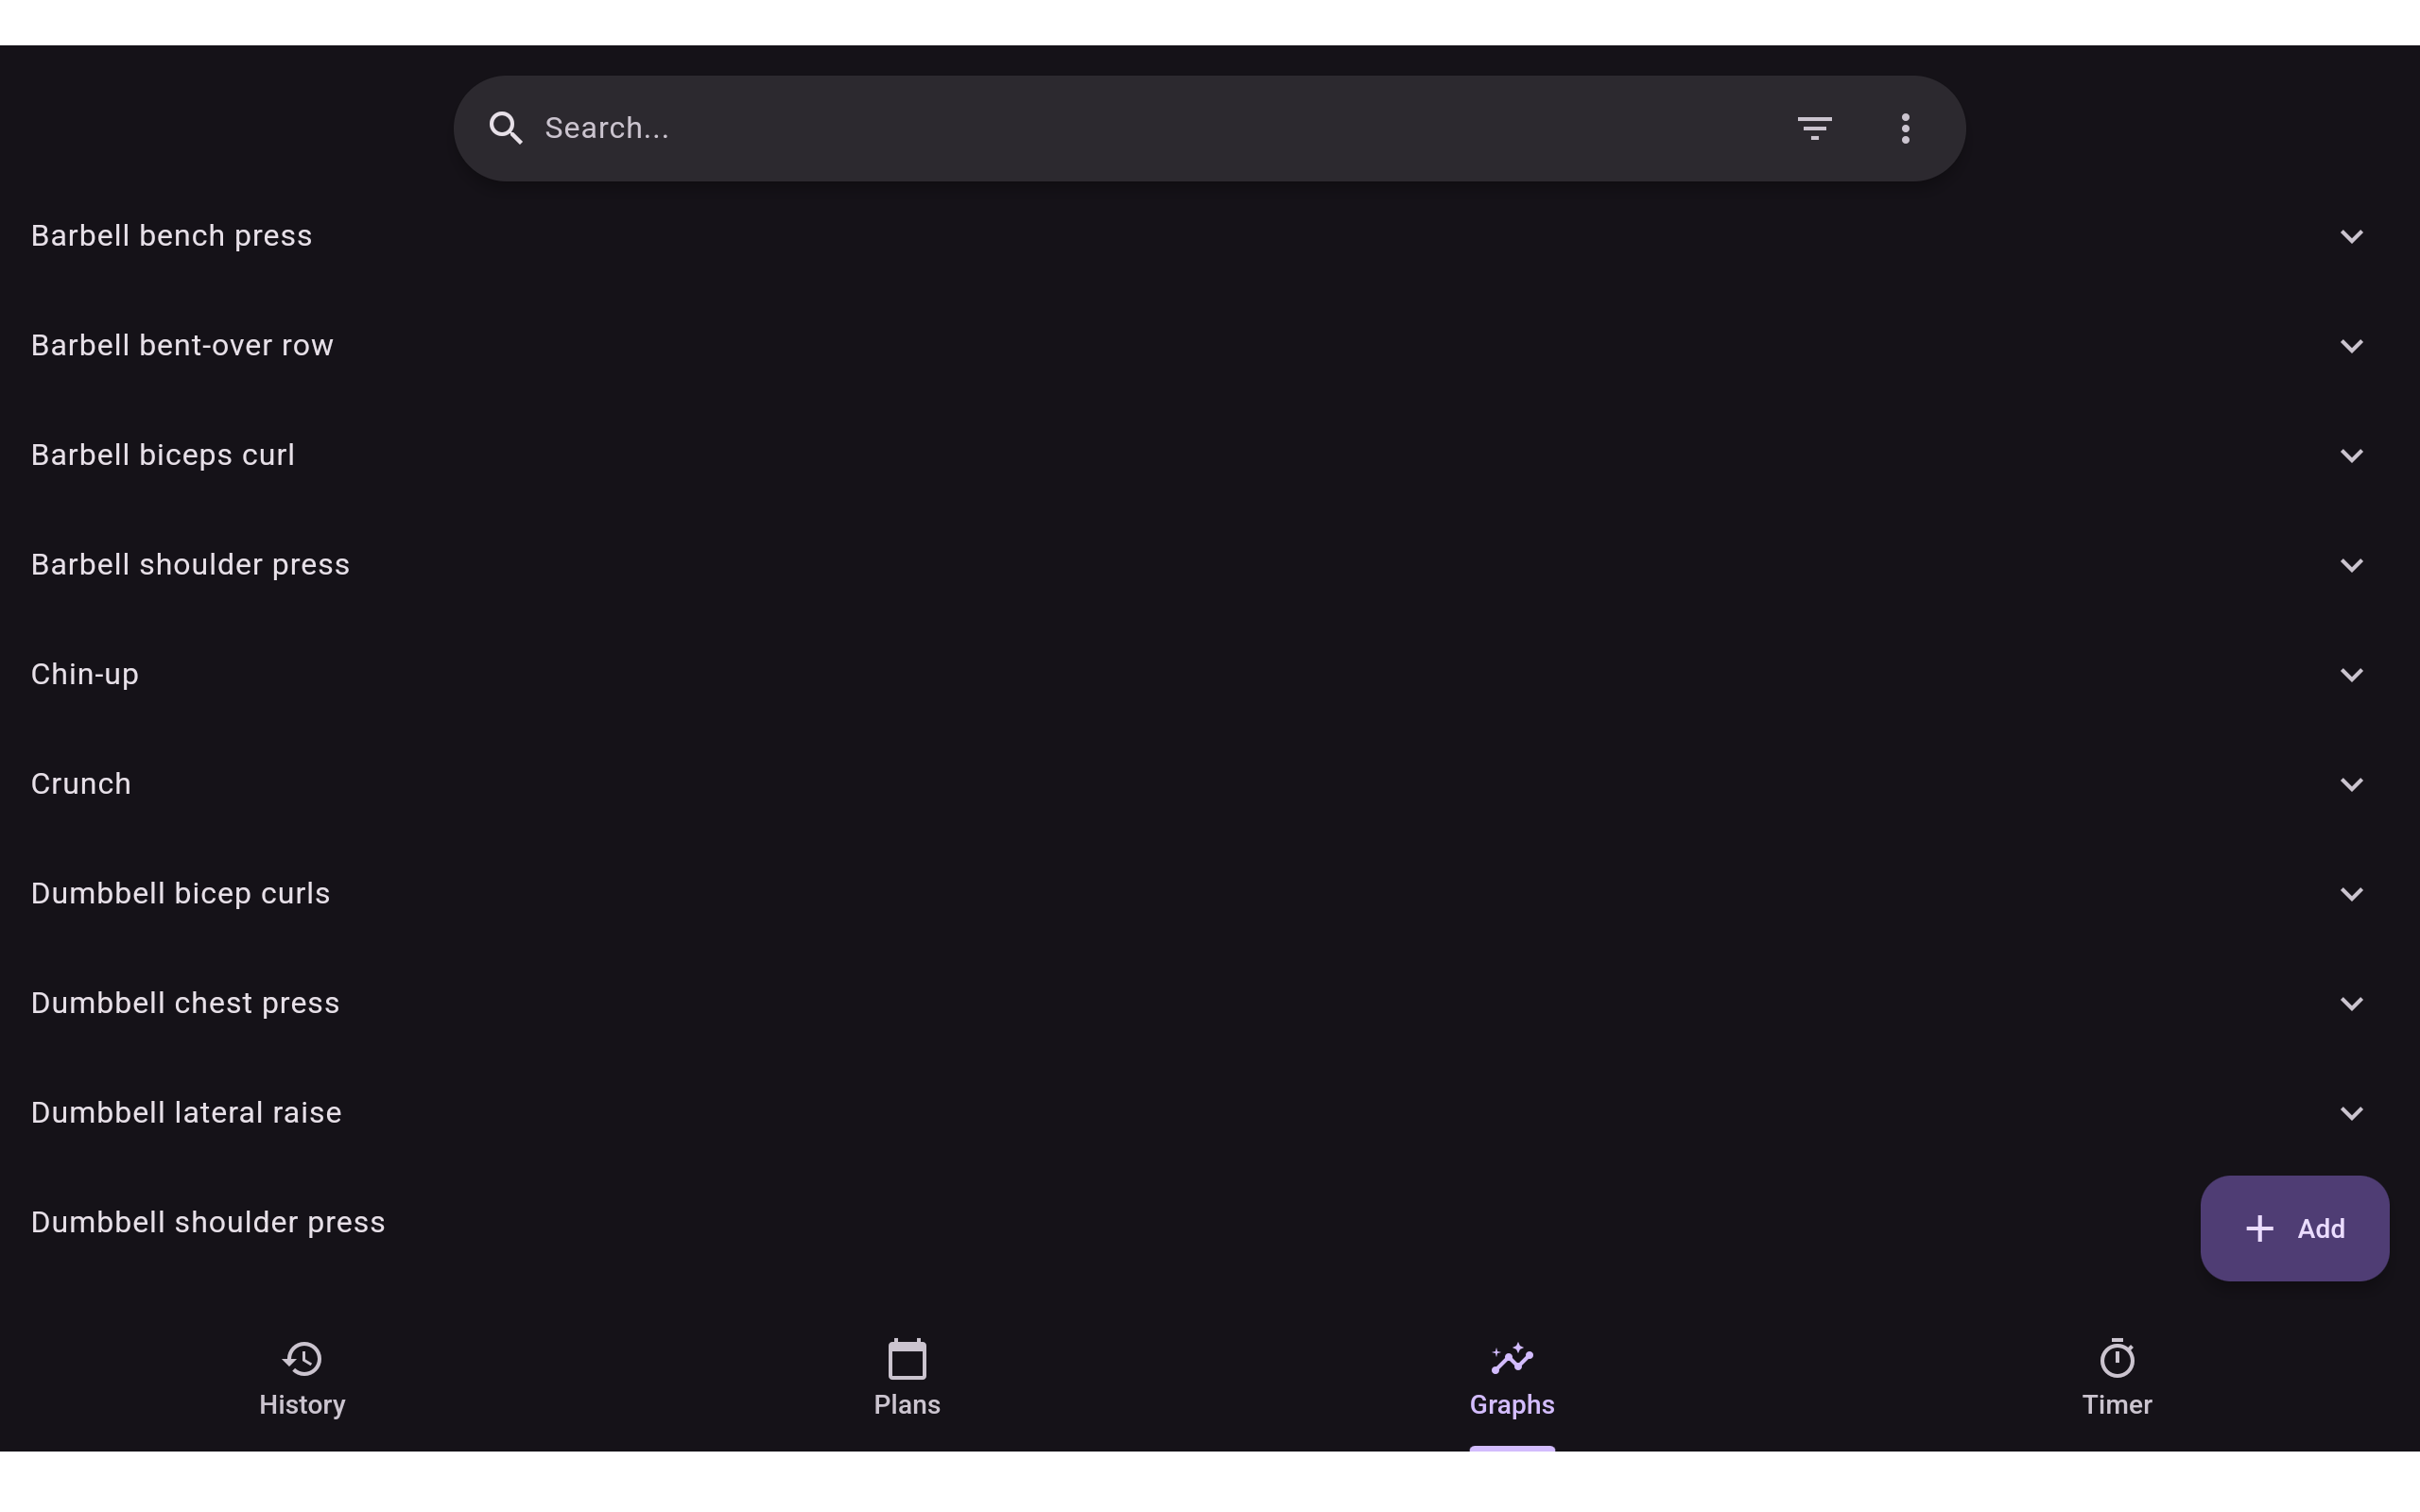 Search...
Barbell bench press
Barbell bent-over row
Barbell biceps curl
Barbell shoulder press
Chin-up
Crunch
Dumbbell bicep curls
Dumbbell chest press
Dumbbell lateral raise
Dumbbell shoulder press
Add
History
Plans
Graphs
Timer